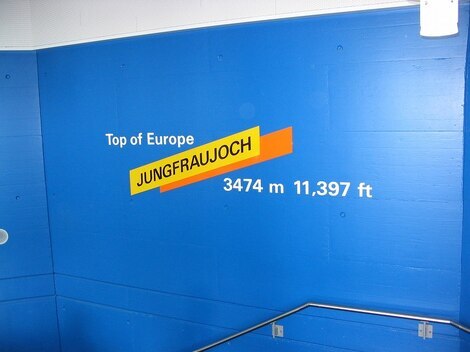 Top of Europe
JUNGFRAUJOCH
3474 m 11,397 ft